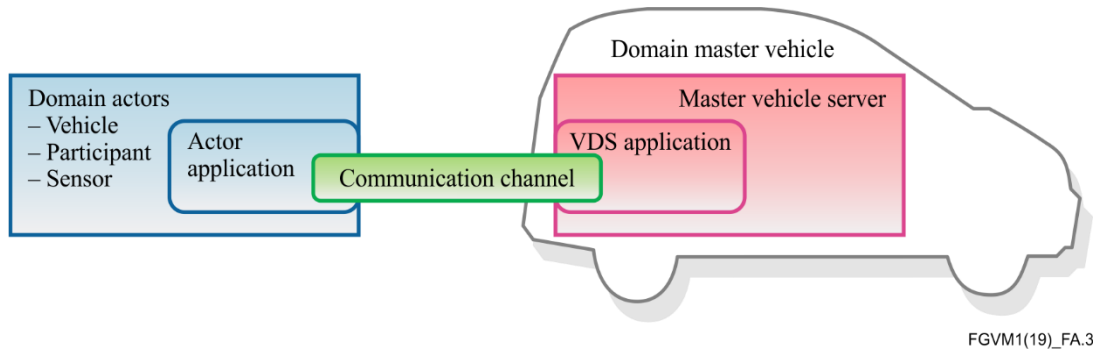 Domain master vehicle
Domain actors
– Vehicle
– Participant
– Sensor
Actor
application
Communication channel
Master vehicle server
VDS application
FGVM1(19)_FA.3